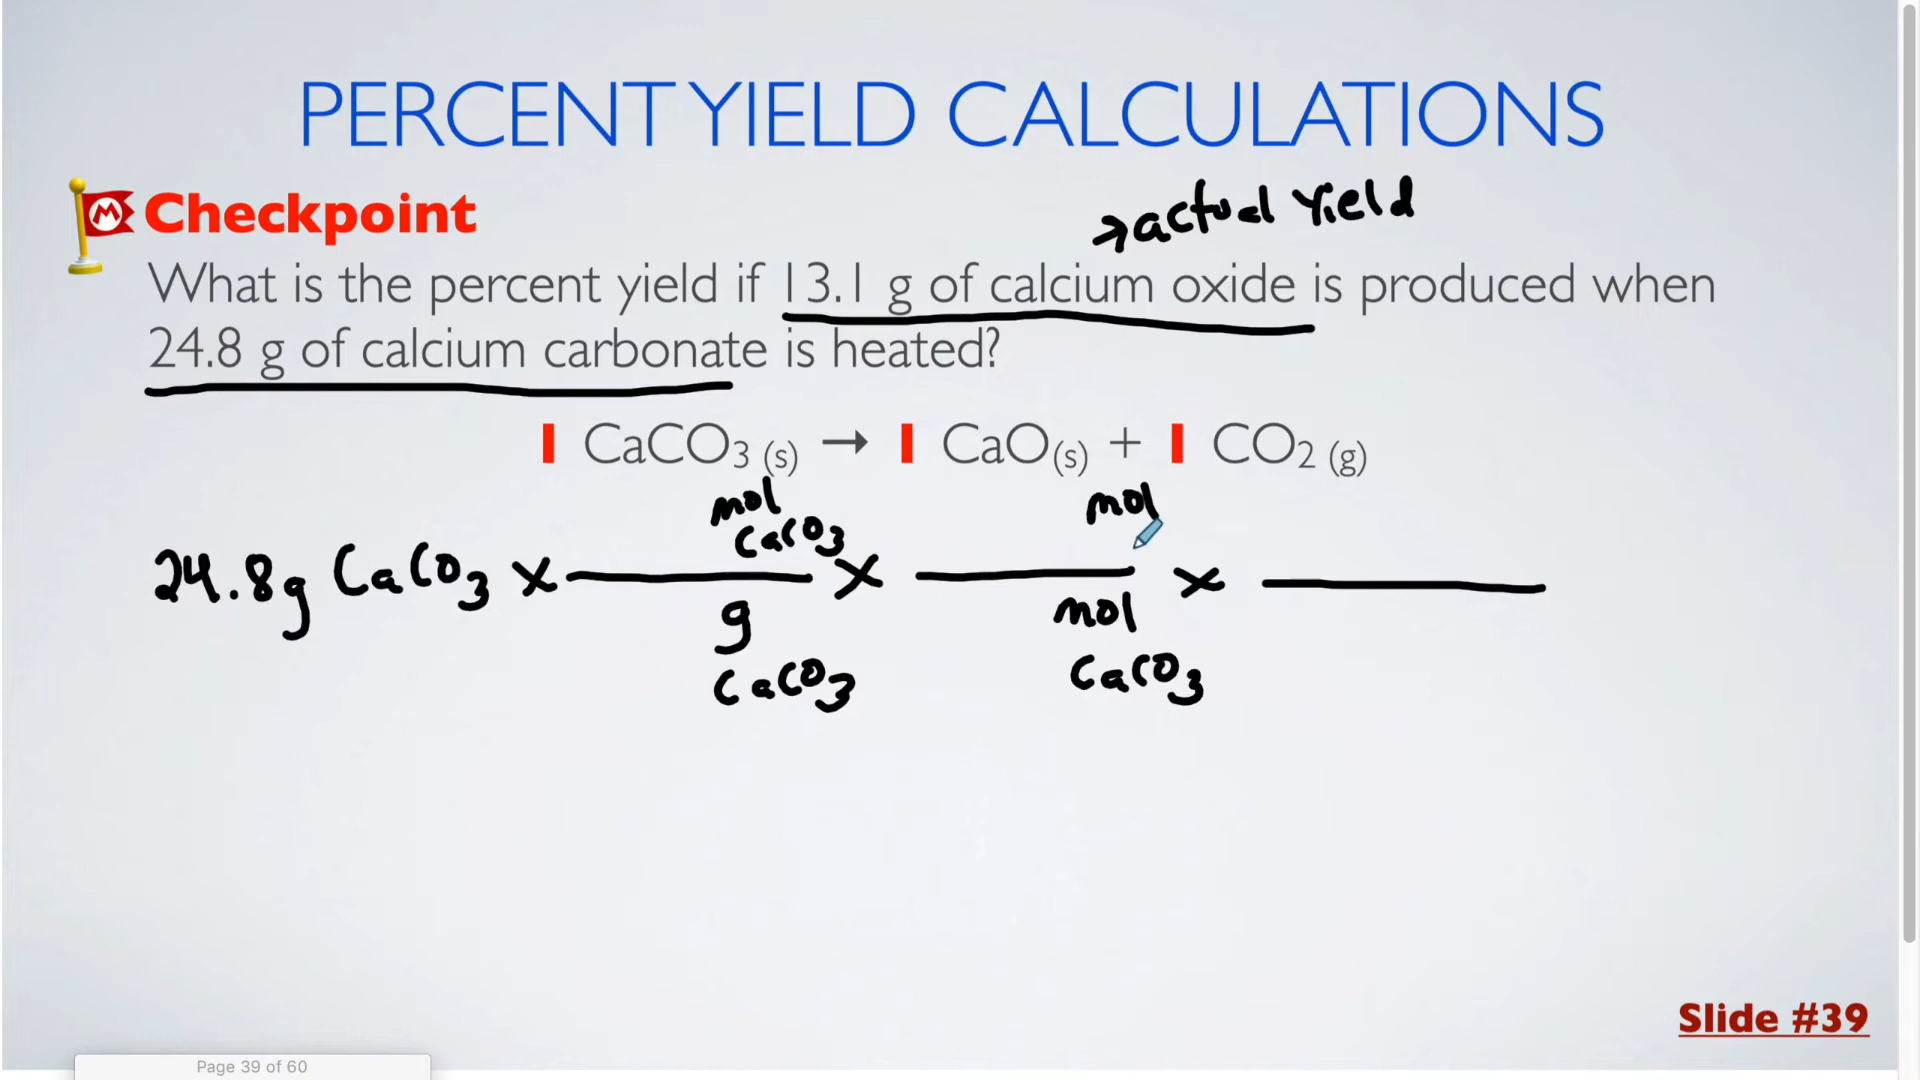 PERCENT YIELD CALCULATIONS
M Checkpoint
→ actual Yield
What is the percent yield if 13.1 g of calcium oxide is produced when
24.8 g of calcium carbonate is heated?
1 CaCO3 (s) → 1 CaO(s) + 1 CO2 (g)
24.8g CaCO3 x mol CaCO3 / g CaCO3 x mol / mol CaCO3 x
Slide #39
Page 39 of 60